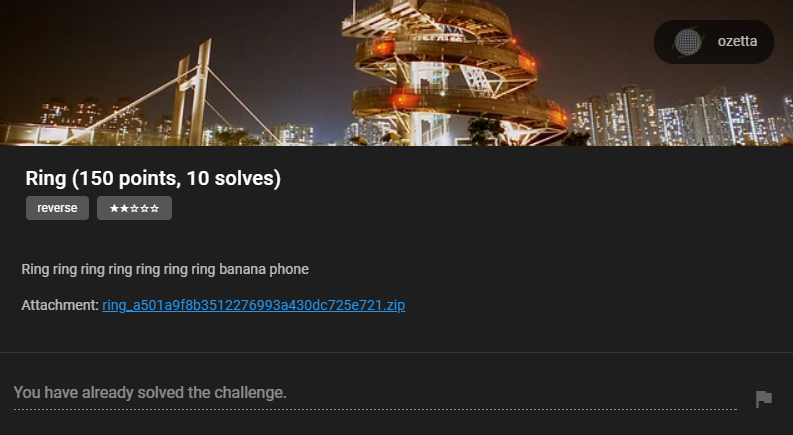 ozetta
Ring (150 points, 10 solves)
reverse ★★☆☆☆
Ring ring ring ring ring ring ring banana phone
Attachment: ring_a501a9f8b3512276993a430dc725e721.zip
You have already solved the challenge.